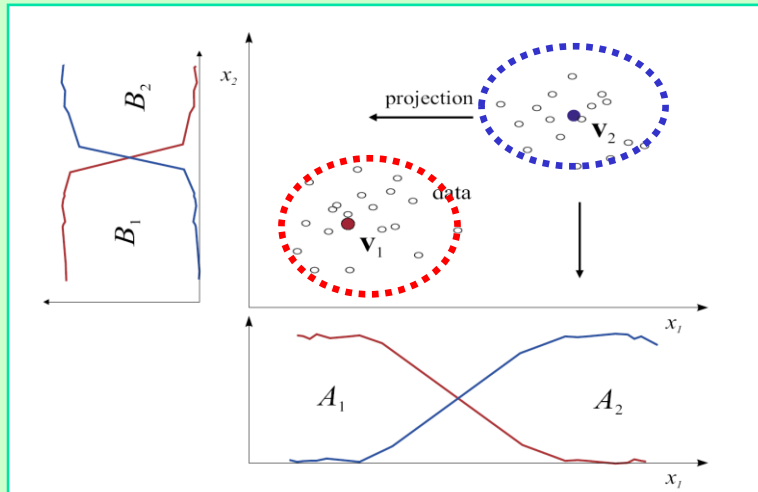 x₂
B₂
B₁
projection
v₂
data
v₁
x₁
A₁
A₂
x₁